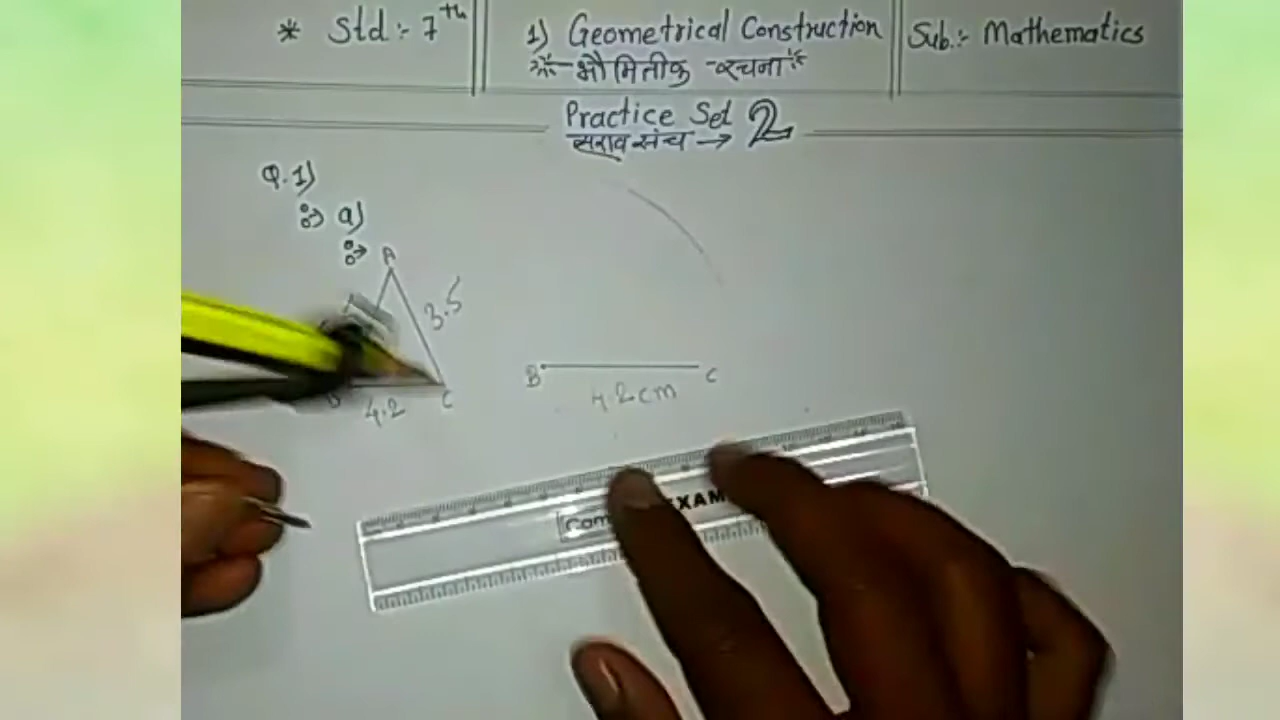 * Std :- 7th
1) Geometrical Construction
भौमितीक रचना
Sub. :- Mathematics
Practice Set 2
सराव संच → 2
Q.1)
a)
A
3.5
4.2
C
B
C
4.2cm
EXAM